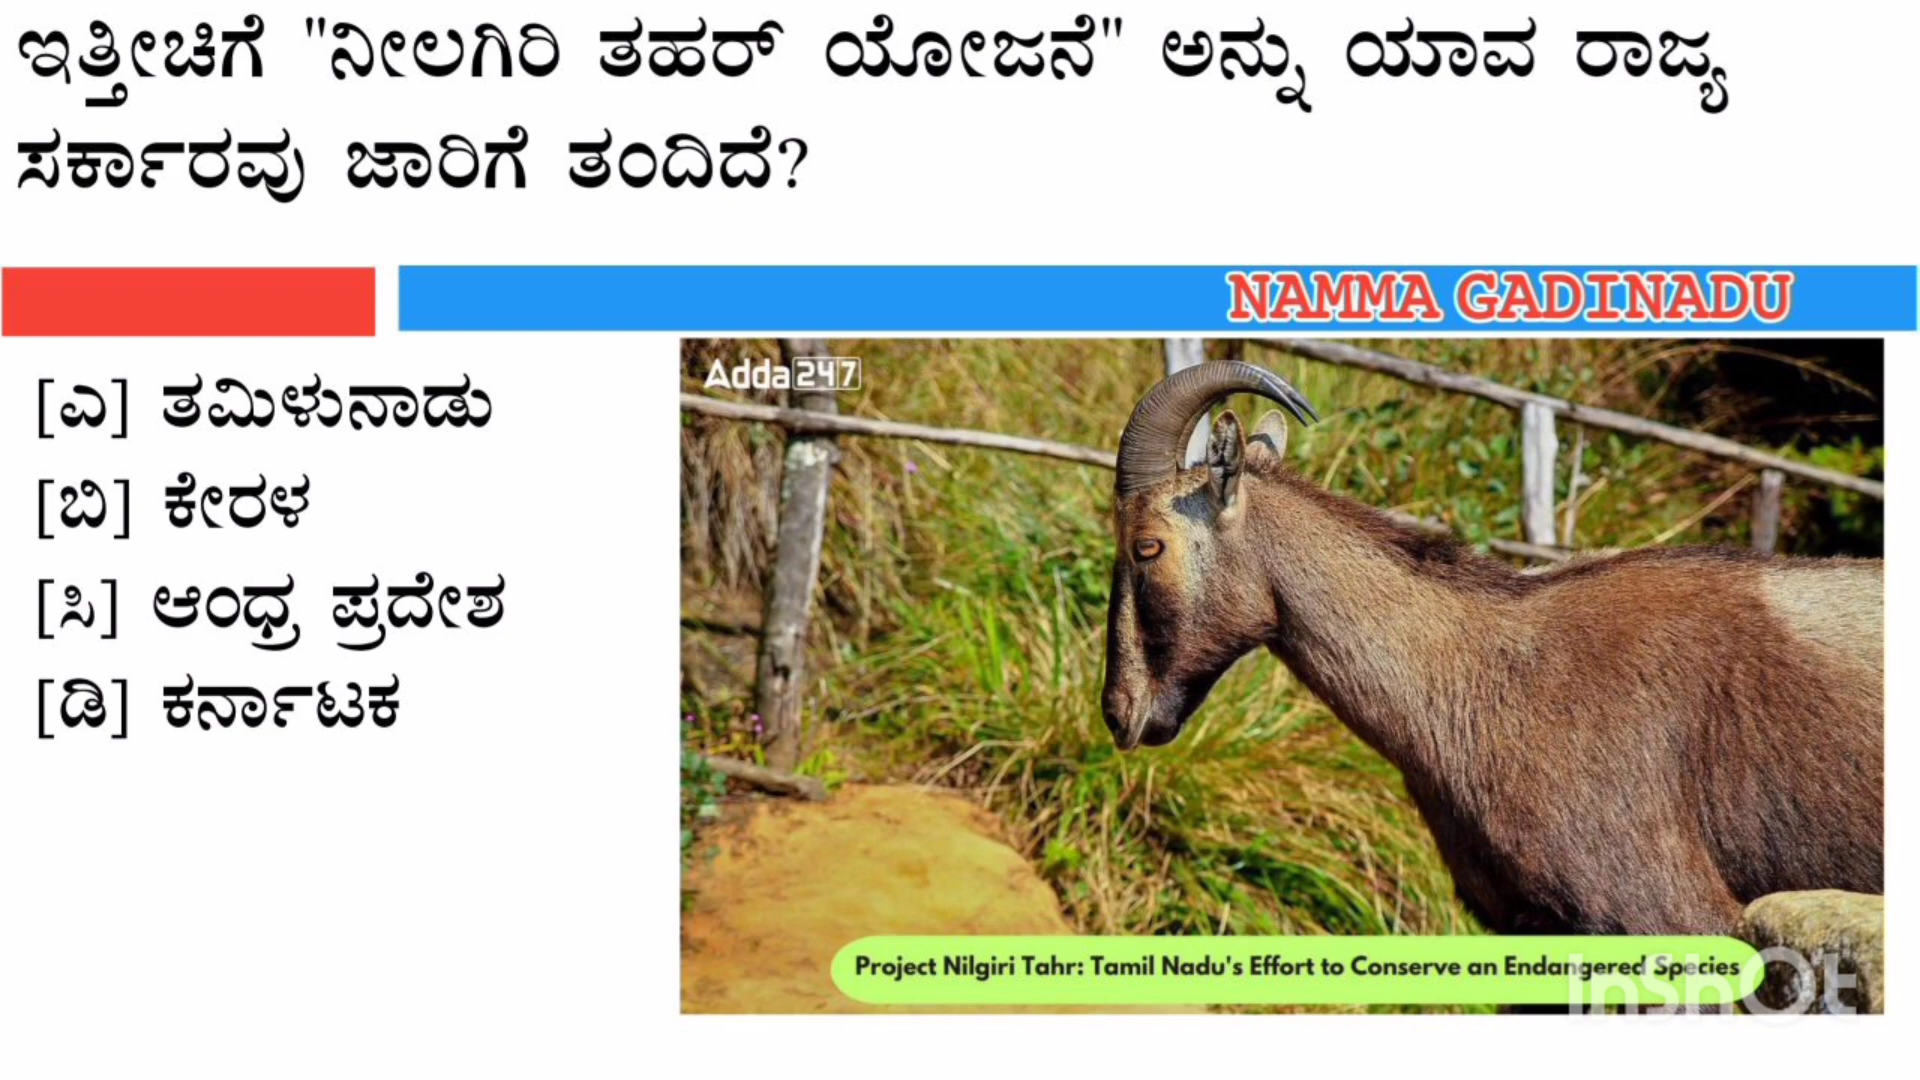 ಇತ್ತೀಚಿಗೆ "ನೀಲಗಿರಿ ತಹರ್ ಯೋಜನೆ" ಅನ್ನು ಯಾವ ರಾಜ್ಯ
ಸರ್ಕಾರವು ಜಾರಿಗೆ ತಂದಿದೆ?
NAMMA GADINADU
[ಎ] ತಮಿಳುನಾಡು
[ಬಿ] ಕೇರಳ
[ಸಿ] ಆಂಧ್ರ ಪ್ರದೇಶ
[ಡಿ] ಕರ್ನಾಟಕ
Adda247
Project Nilgiri Tahr: Tamil Nadu's Effort to Conserve an Endangered Species
InShOt